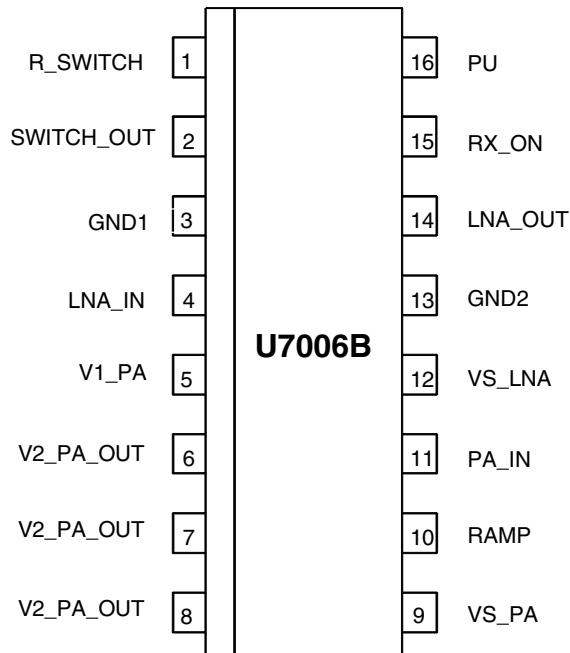 R_SWITCH 1 16 PU
SWITCH_OUT 2 15 RX_ON
GND1 3 14 LNA_OUT
LNA_IN 4 13 GND2
U7006B
V1_PA 5 12 VS_LNA
V2_PA_OUT 6 11 PA_IN
V2_PA_OUT 7 10 RAMP
V2_PA_OUT 8 9 VS_PA